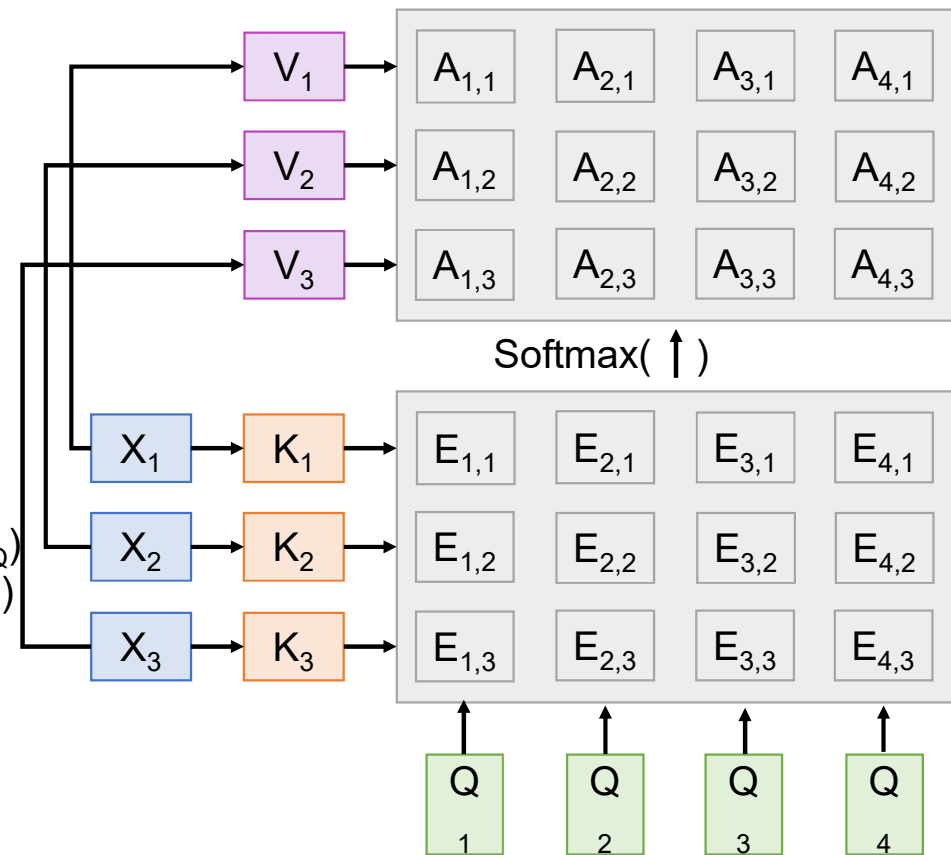 V1 A1,1 A2,1 A3,1 A4,1
V2 A1,2 A2,2 A3,2 A4,2
V3 A1,3 A2,3 A3,3 A4,3
Softmax( ↑ )
X1 K1 E1,1 E2,1 E3,1 E4,1
Q)
X2 K2 E1,2 E2,2 E3,2 E4,2
)
X3 K3 E1,3 E2,3 E3,3 E4,3
Q Q Q Q
1 2 3 4